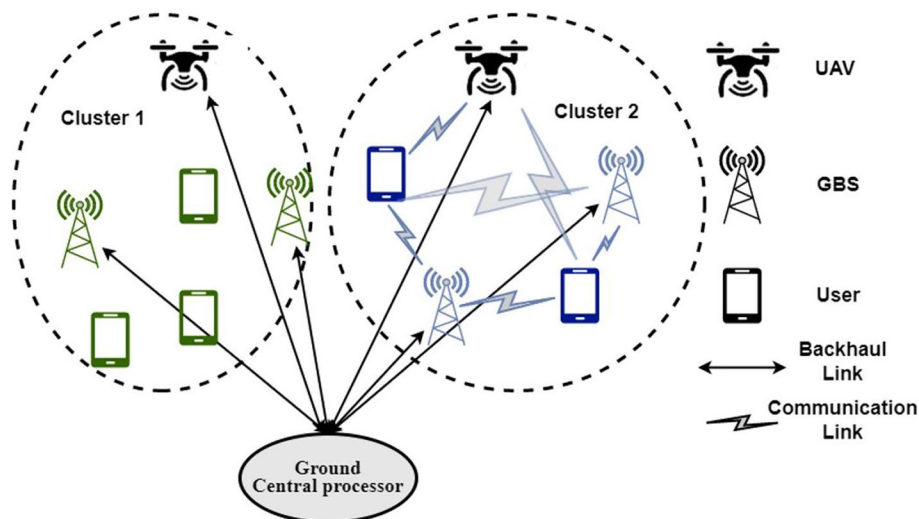 Cluster 1
Cluster 2
UAV
GBS
User
Backhaul
Link
Communication
Link
Ground
Central processor